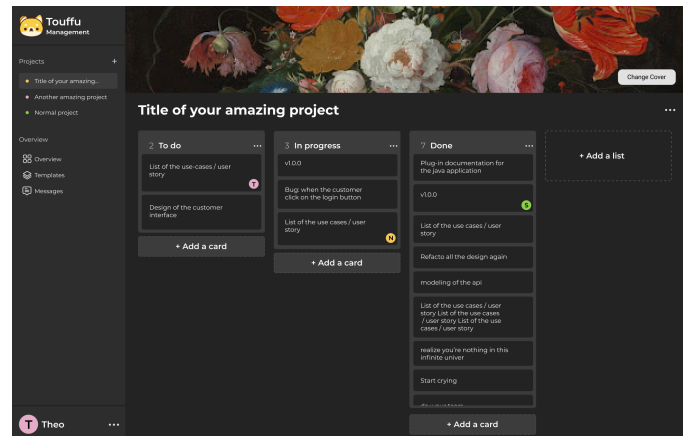 Touffu
Management
Projects +
Title of your amazing...
Another amazing project
Normal project
Overview
Overview
Templates
Messages
T Theo ...
Change Cover
Title of your amazing project ...
2 To do ...
List of the use-cases / user
story
T
Design of the customer
interface
+ Add a card
3 In progress ...
v1.0.0
Bug: when the customer
click on the login button
List of the use cases / user
story
N
+ Add a card
7 Done ...
Plug-in documentation for
the java application
v1.0.0
S
List of the use cases / user
story
Refacto all the design again
modeling of the api
List of the use cases / user
story List of the use cases
/ user story List of the use
cases / user story
realize you're nothing in this
infinite univer
Start crying
+ Add a card
+ Add a list